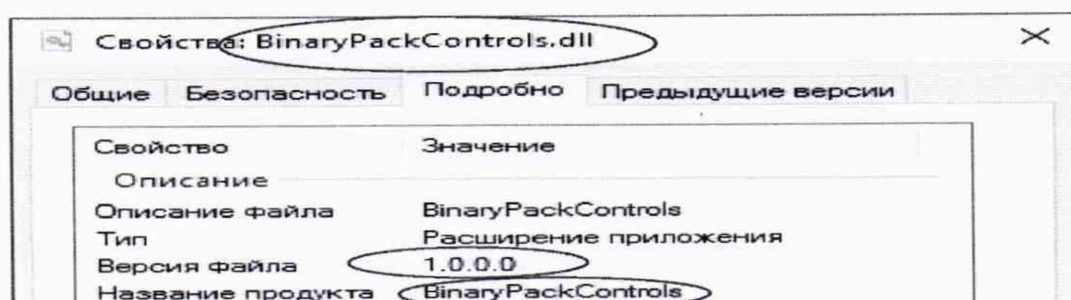 Свойства: BinaryPackControls.dll
Общие Безопасность Подробно Предыдущие версии
Свойство Значение
Описание
Описание файла BinaryPackControls
Тип Расширение приложения
Версия файла 1.0.0.0
Название продукта BinaryPackControls